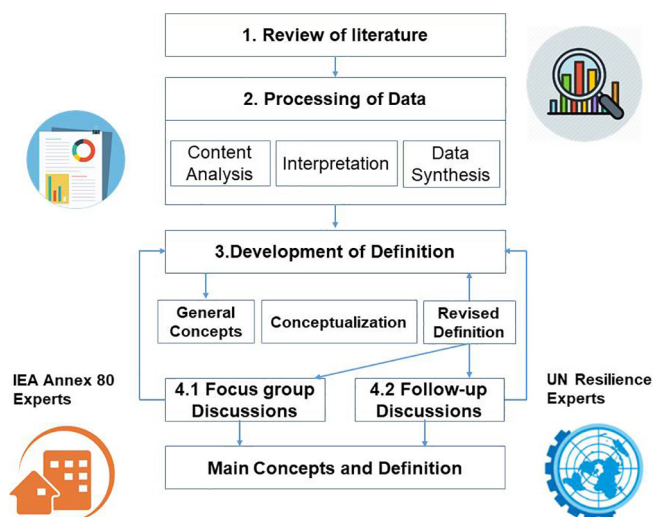 1. Review of literature
2. Processing of Data
Content
Analysis
Interpretation
Data
Synthesis
3.Development of Definition
General
Concepts
Conceptualization
Revised
Definition
IEA Annex 80
Experts
4.1 Focus group
Discussions
4.2 Follow-up
Discussions
UN Resilience
Experts
Main Concepts and Definition